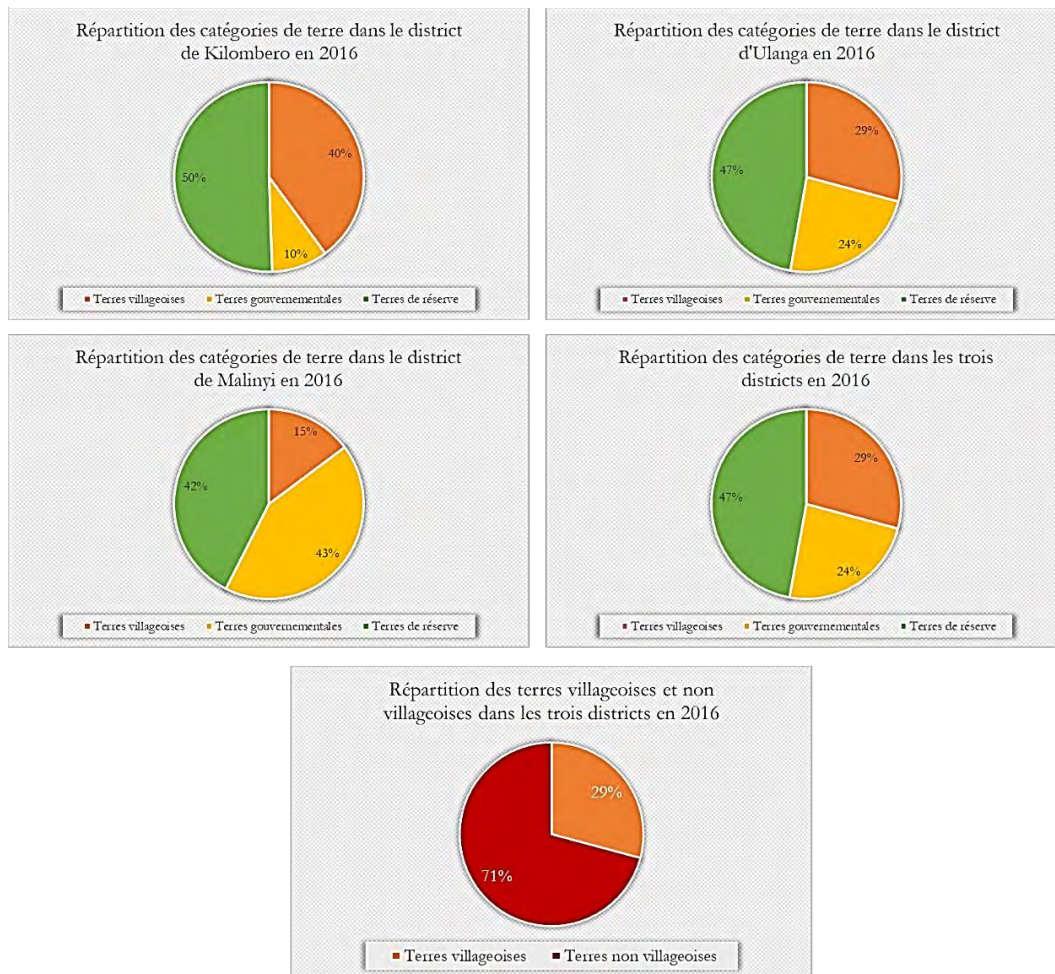 Répartition des catégories de terre dans le district
de Kilombero en 2016
40%
50%
10%
Terres villageoises Terres gouvernementales Terres de réserve
Répartition des catégories de terre dans le district
d'Ulanga en 2016
29%
47%
24%
Terres villageoises Terres gouvernementales Terres de réserve
Répartition des catégories de terre dans le district
de Malinyi en 2016
15%
42%
43%
Terres villageoises Terres gouvernementales Terres de réserve
Répartition des catégories de terre dans les trois
districts en 2016
29%
47%
24%
Terres villageoises Terres gouvernementales Terres de réserve
Répartition des terres villageoises et non
villageoises dans les trois districts en 2016
29%
71%
Terres villageoises Terres non villageoises